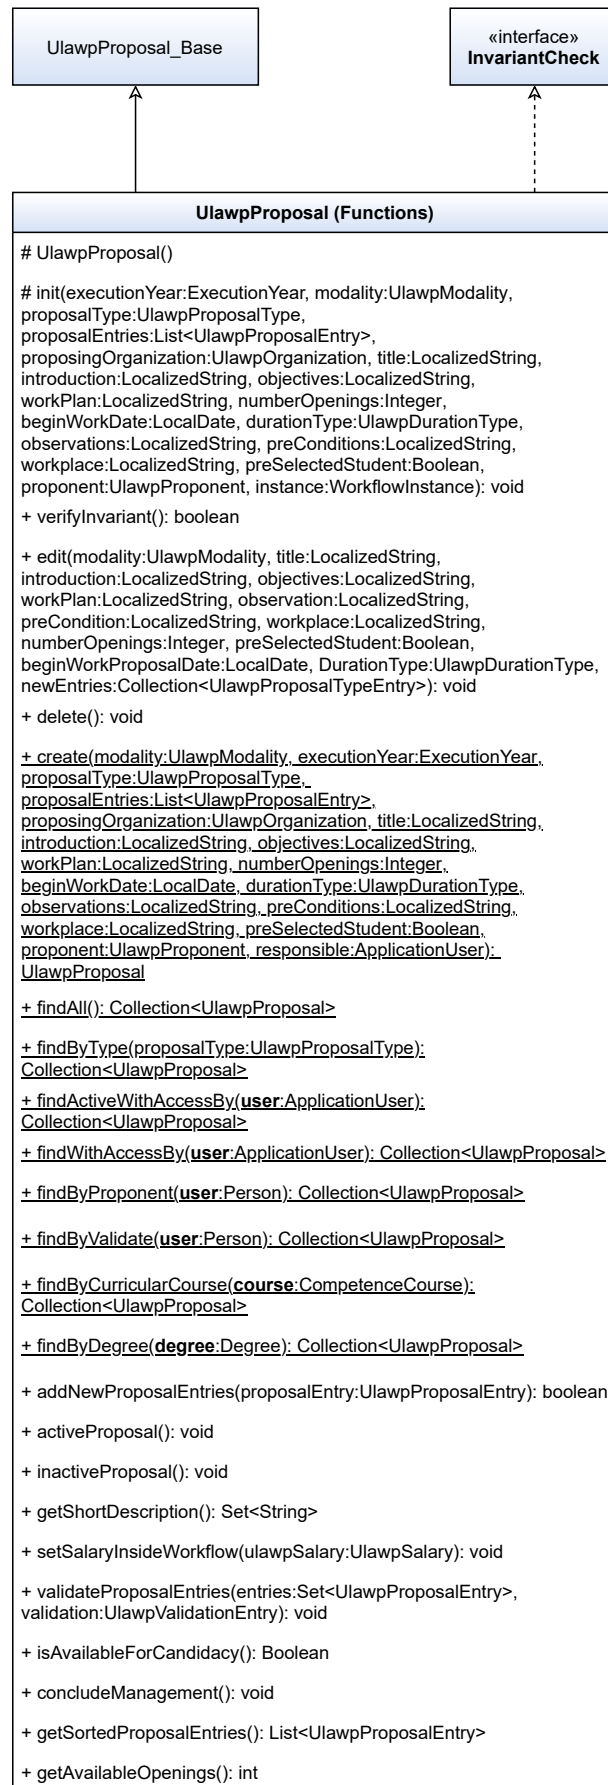 UlawpProposal_Base
«interface»
InvariantCheck
UlawpProposal (Functions)
# UlawpProposal()
# init(executionYear:ExecutionYear, modality:UlawpModality,
proposalType:UlawpProposalType,
proposalEntries:List<UlawpProposalEntry>,
proposingOrganization:UlawpOrganization, title:LocalizedString,
introduction:LocalizedString, objectives:LocalizedString,
workPlan:LocalizedString, numberOpenings:Integer,
beginWorkDate:LocalDate, durationType:UlawpDurationType,
observations:LocalizedString, preConditions:LocalizedString,
workplace:LocalizedString, preSelectedStudent:Boolean,
proponent:UlawpProponent, instance:WorkflowInstance): void
+ verifyInvariant(): boolean
+ edit(modality:UlawpModality, title:LocalizedString,
introduction:LocalizedString, objectives:LocalizedString,
workPlan:LocalizedString, observation:LocalizedString,
preCondition:LocalizedString, workplace:LocalizedString,
numberOpenings:Integer, preSelectedStudent:Boolean,
beginWorkProposalDate:LocalDate, DurationType:UlawpDurationType,
newEntries:Collection<UlawpProposalTypeEntry>): void
+ delete(): void
+ create(modality:UlawpModality, executionYear:ExecutionYear,
proposalType:UlawpProposalType,
proposalEntries:List<UlawpProposalEntry>,
proposingOrganization:UlawpOrganization, title:LocalizedString,
introduction:LocalizedString, objectives:LocalizedString,
workPlan:LocalizedString, numberOpenings:Integer,
beginWorkDate:LocalDate, durationType:UlawpDurationType,
observations:LocalizedString, preConditions:LocalizedString,
workplace:LocalizedString, preSelectedStudent:Boolean,
proponent:UlawpProponent, responsible:ApplicationUser):
UlawpProposal
+ findAll(): Collection<UlawpProposal>
+ findByType(proposalType:UlawpProposalType):
Collection<UlawpProposal>
+ findActiveWithAccessBy(user:ApplicationUser):
Collection<UlawpProposal>
+ findWithAccessBy(user:ApplicationUser): Collection<UlawpProposal>
+ findByProponent(user:Person): Collection<UlawpProposal>
+ findByValidate(user:Person): Collection<UlawpProposal>
+ findByCurricularCourse(course:CompetenceCourse):
Collection<UlawpProposal>
+ findByDegree(degree:Degree): Collection<UlawpProposal>
+ addNewProposalEntries(proposalEntry:UlawpProposalEntry): boolean
+ activeProposal(): void
+ inactiveProposal(): void
+ getShortDescription(): Set<String>
+ setSalaryInsideWorkflow(ulawpSalary:UlawpSalary): void
+ validateProposalEntries(entries:Set<UlawpProposalEntry>,
validation:UlawpValidationEntry): void
+ isAvailableForCandidacy(): Boolean
+ concludeManagement(): void
+ getSortedProposalEntries(): List<UlawpProposalEntry>
+ getAvailableOpenings(): int